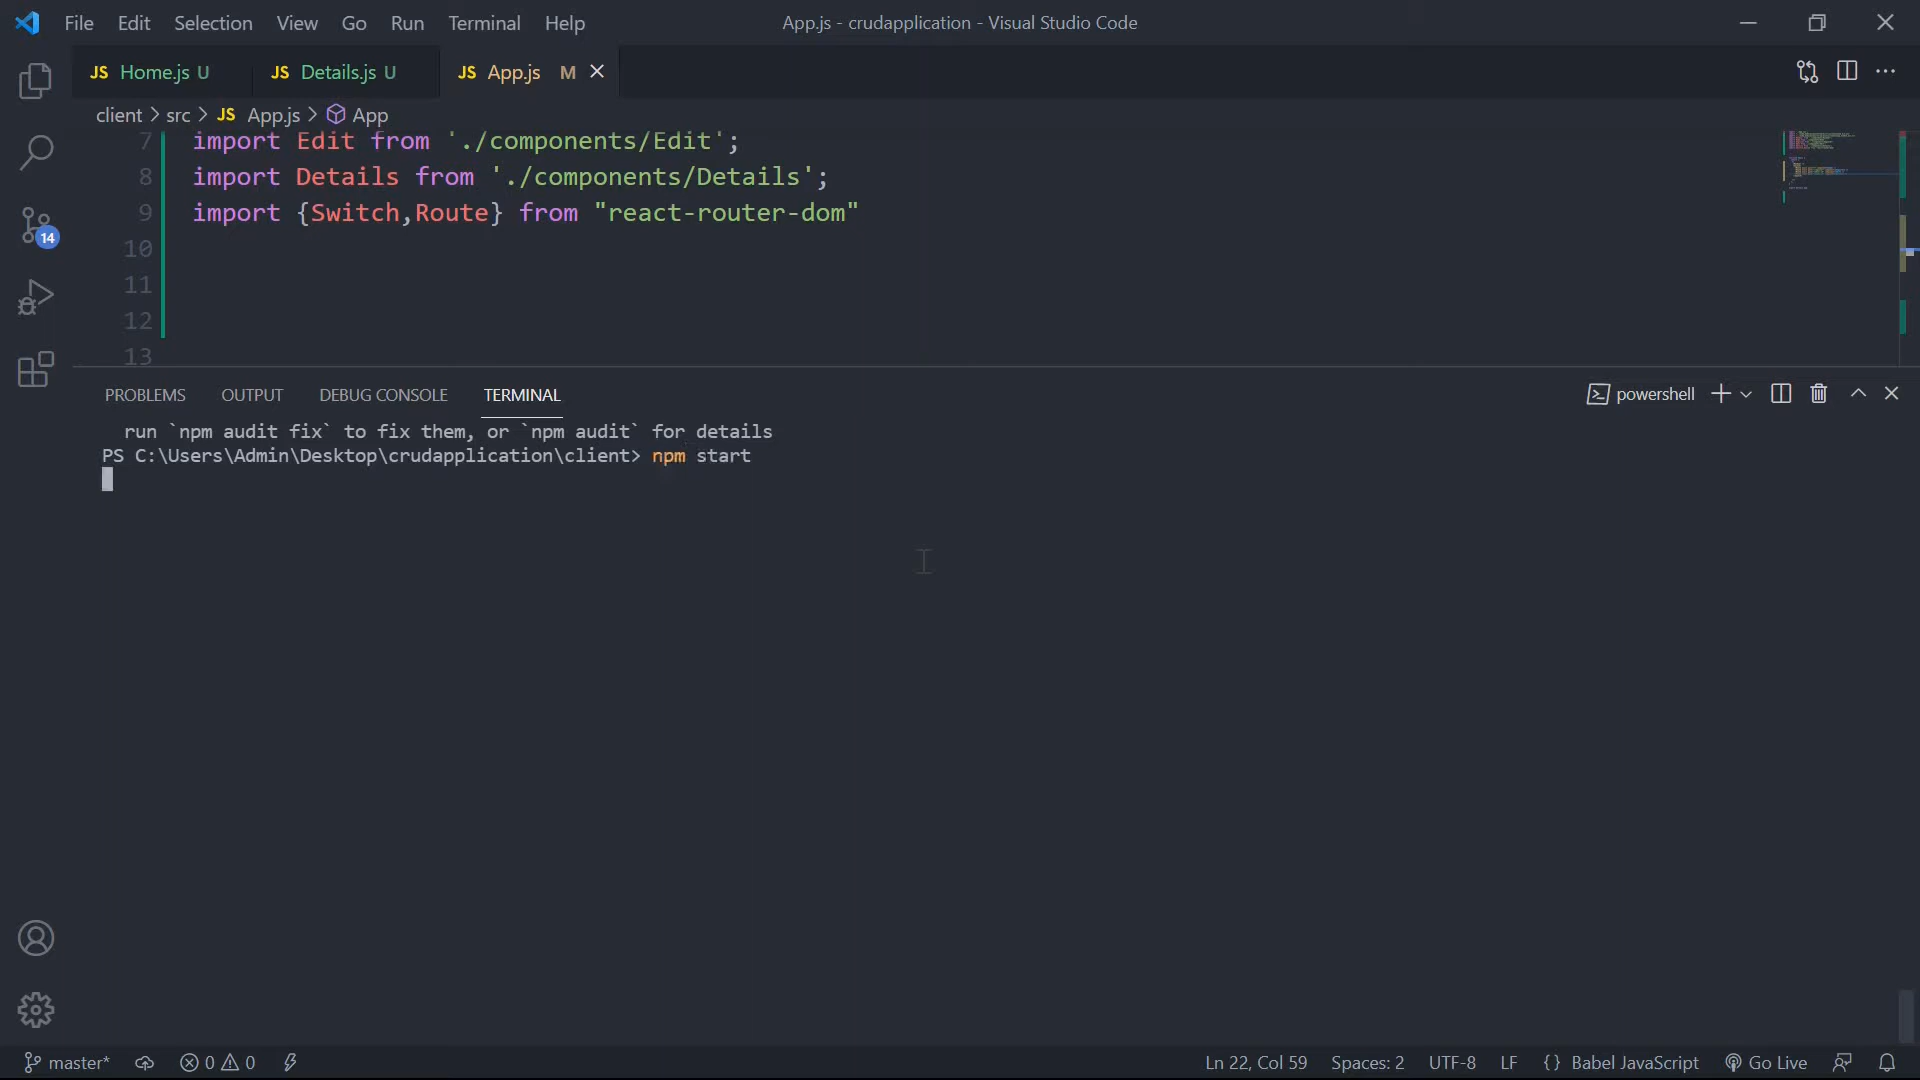 File Edit Selection View Go Run Terminal Help
App.js - crudapplication - Visual Studio Code
JS Home.js U
JS Details.js U
JS App.js M
client > src > JS App.js > App
7 import Edit from './components/Edit';
8 import Details from './components/Details';
9 import {Switch,Route} from "react-router-dom"
10
11
12
13
14
PROBLEMS OUTPUT DEBUG CONSOLE TERMINAL
powershell
run `npm audit fix` to fix them, or `npm audit` for details
PS C:\Users\Admin\Desktop\crudapplication\client> npm start
master* 0 0
Ln 22, Col 59 Spaces: 2 UTF-8 LF {} Babel JavaScript Go Live